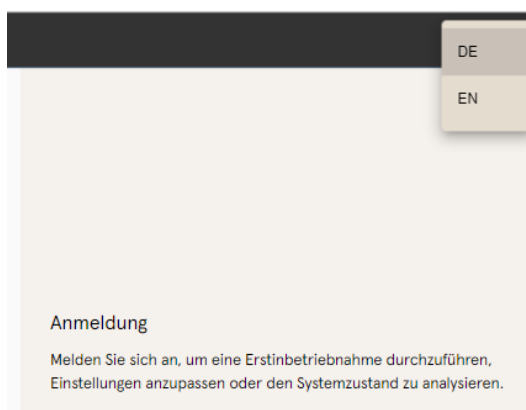 DE
EN
Anmeldung
Melden Sie sich an, um eine Erstinbetriebnahme durchzuführen,
Einstellungen anzupassen oder den Systemzustand zu analysieren.